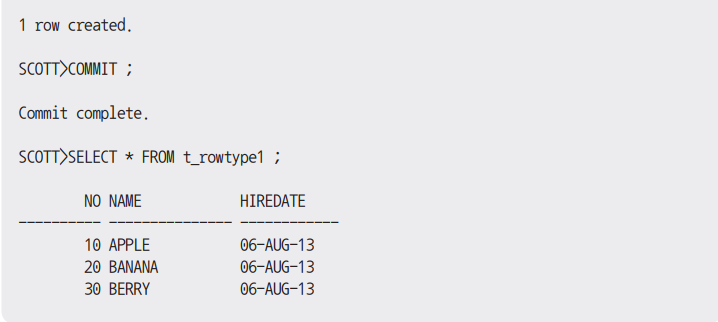 1 row created.
SCOTT>COMMIT ;
Commit complete.
SCOTT>SELECT * FROM t_rowtype1 ;
NO NAME HIREDATE
---------- --------------- ------------
10 APPLE 06-AUG-13
20 BANANA 06-AUG-13
30 BERRY 06-AUG-13